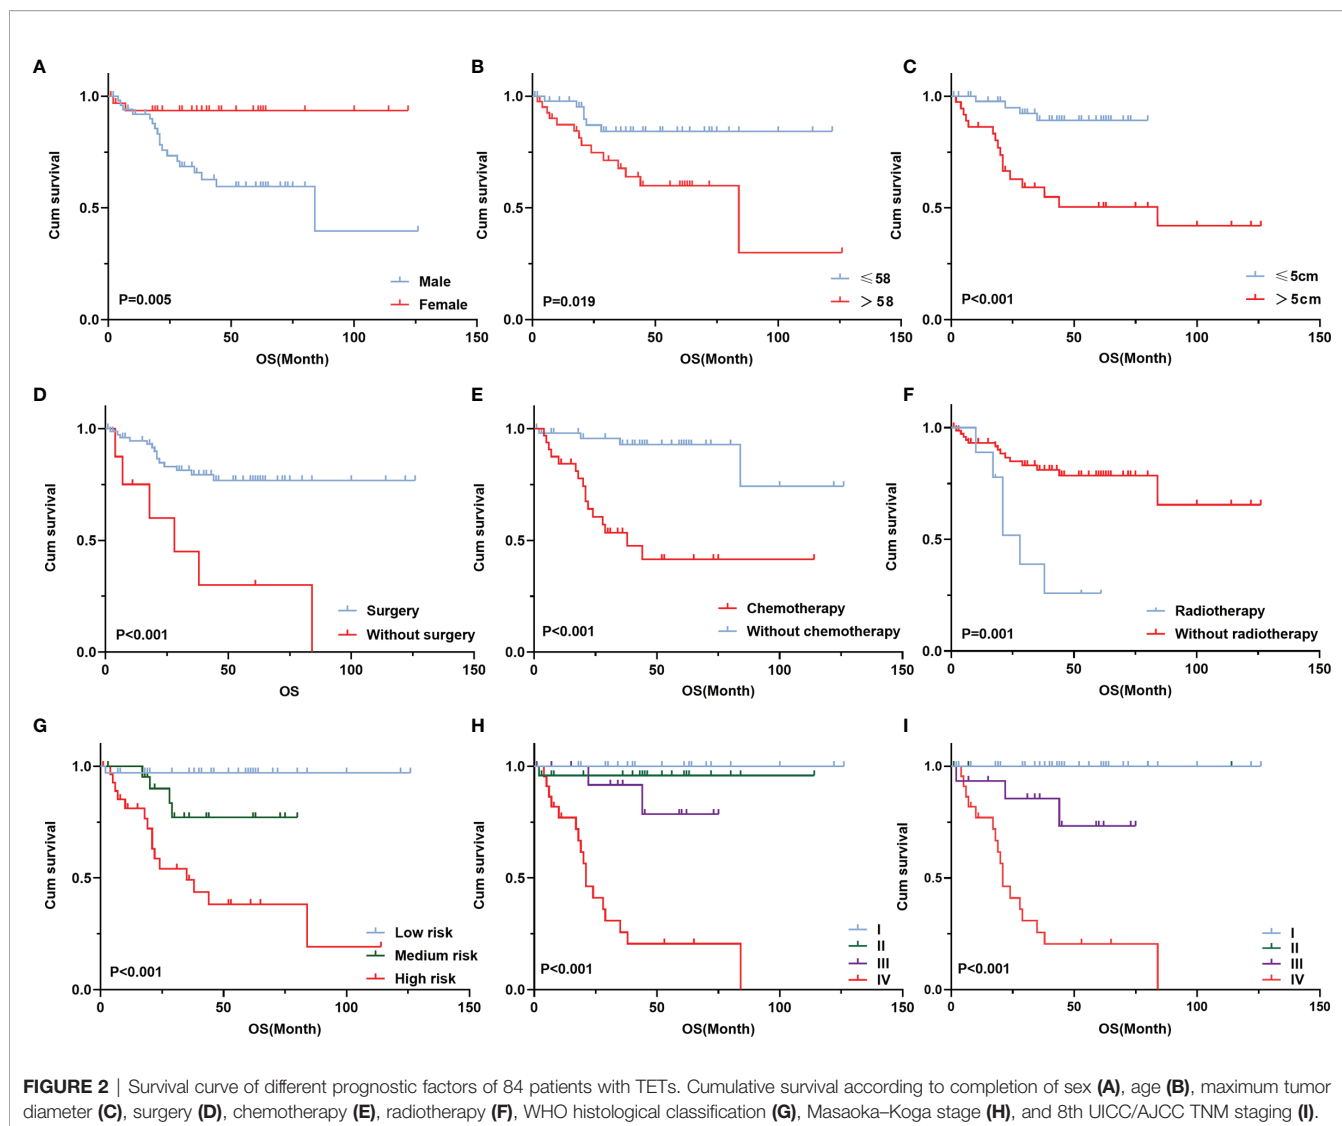 A
1.0
0.5
0.0
Cum survival
P=0.005
Male
Female
0 50 100 150
OS(Month)
B
1.0
0.5
0.0
Cum survival
P=0.019
≤58
>58
0 50 100 150
OS(Month)
C
1.0
0.5
0.0
Cum survival
P<0.001
≤5cm
>5cm
0 50 100 150
OS(Month)
D
1.0
0.5
0.0
Cum survival
P<0.001
Surgery
Without surgery
0 50 100 150
OS
E
1.0
0.5
0.0
Cum survival
P<0.001
Chemotherapy
Without chemotherapy
0 50 100 150
OS(Month)
F
1.0
0.5
0.0
Cum survival
P=0.001
Radiotherapy
Without radiotherapy
0 50 100 150
OS(Month)
G
1.0
0.5
0.0
Cum survival
P<0.001
Low risk
Medium risk
High risk
0 50 100 150
OS(Month)
H
1.0
0.5
0.0
Cum survival
P<0.001
I
II
III
IV
0 50 100 150
OS(Month)
I
1.0
0.5
0.0
Cum survival
P<0.001
I
II
III
IV
0 50 100 150
OS(Month)
FIGURE 2 | Survival curve of different prognostic factors of 84 patients with TETs. Cumulative survival according to completion of sex (A), age (B), maximum tumor
diameter (C), surgery (D), chemotherapy (E), radiotherapy (F), WHO histological classification (G), Masaoka–Koga stage (H), and 8th UICC/AJCC TNM staging (I).